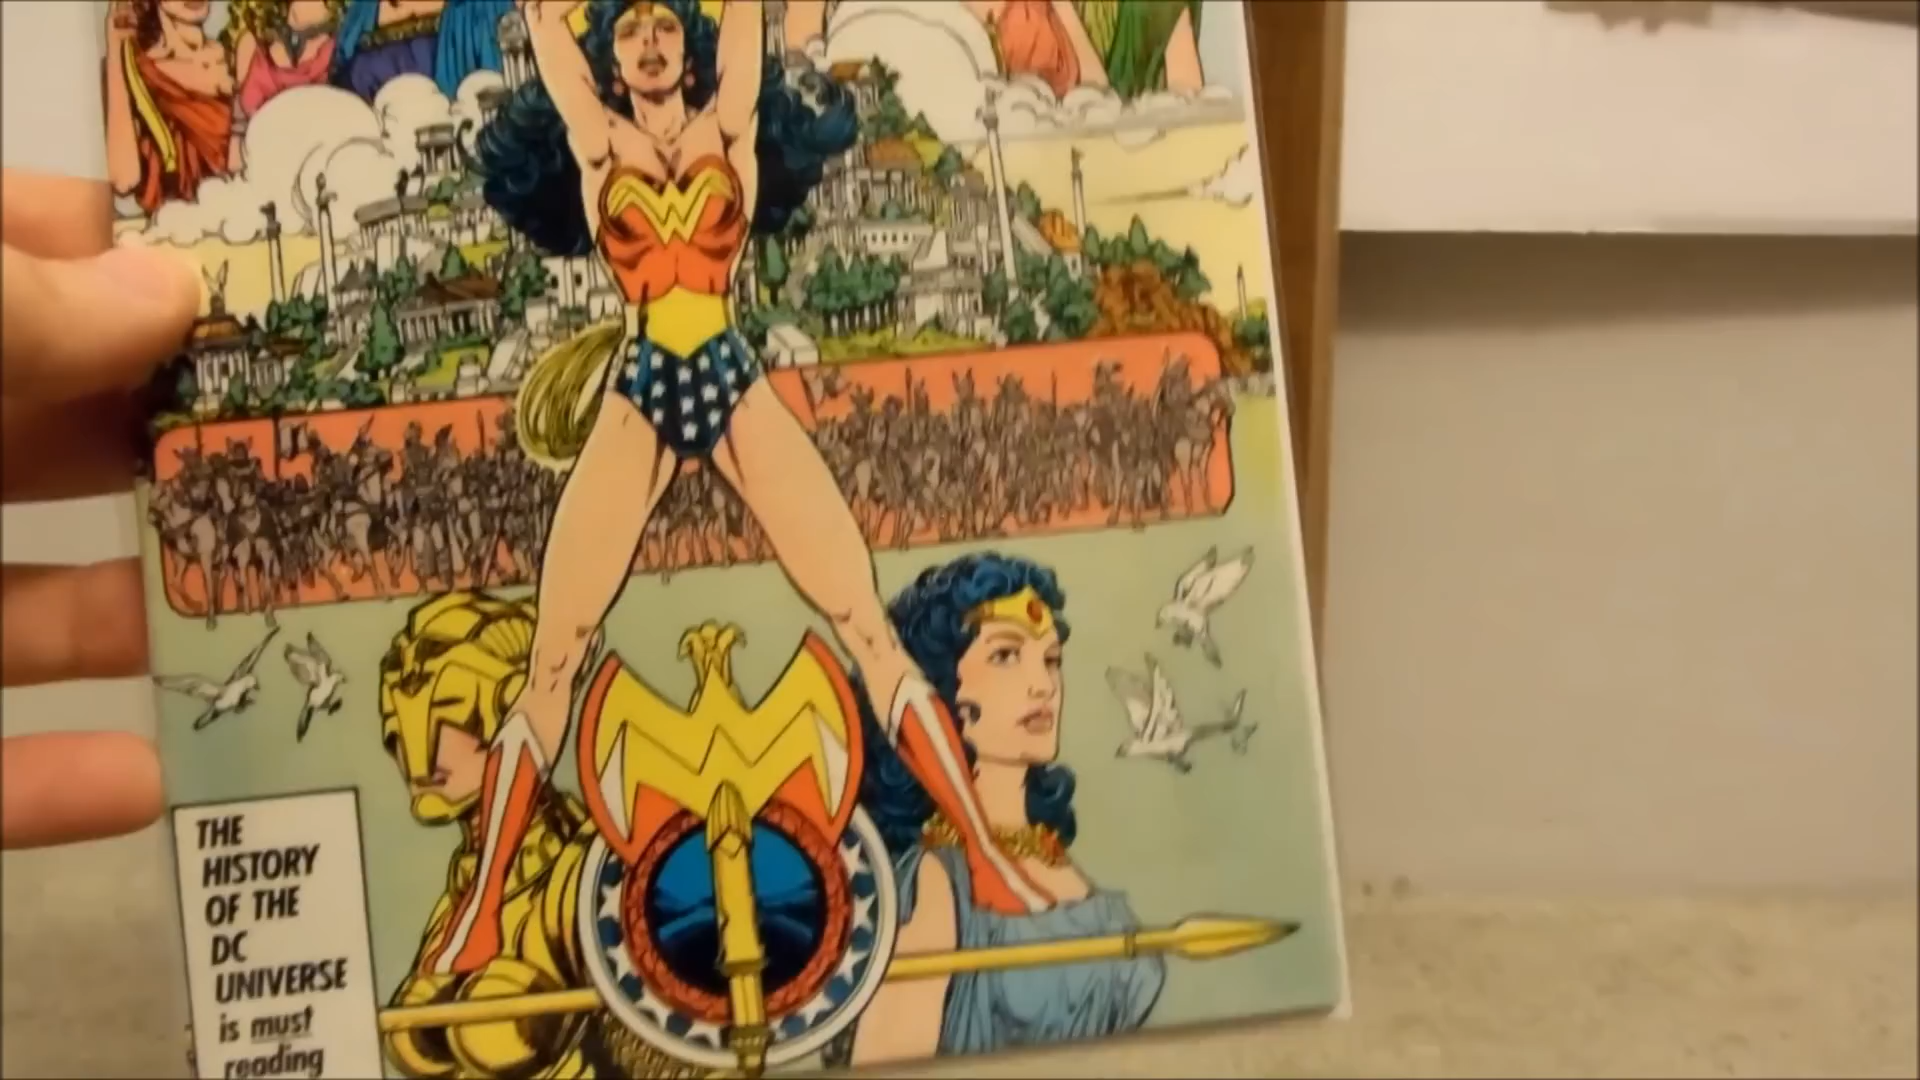 THE
HISTORY
OF THE
DC
UNIVERSE
is must
reading